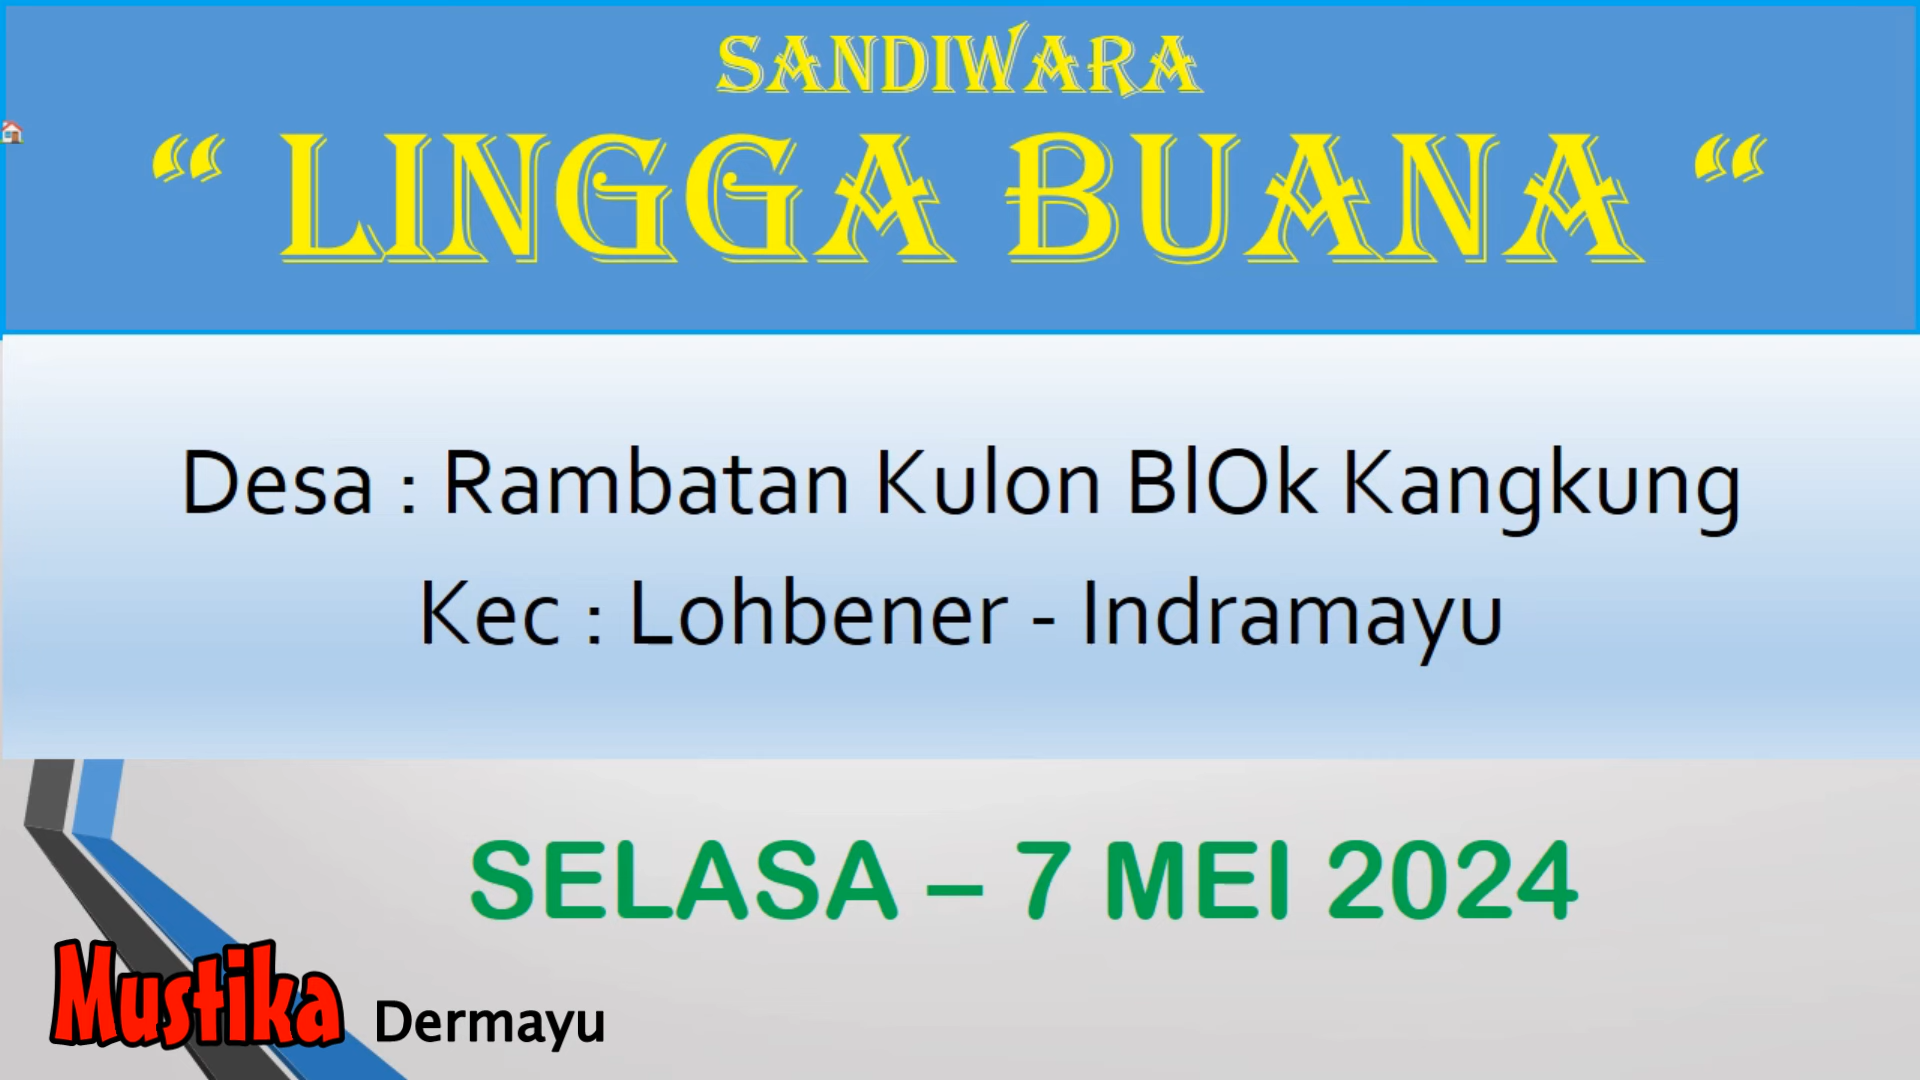 SANDIWARA
“ LINGGA BUANA “
Desa : Rambatan Kulon BlOk Kangkung
Kec : Lohbener - Indramayu
SELASA – 7 MEI 2024
Mustika Dermayu